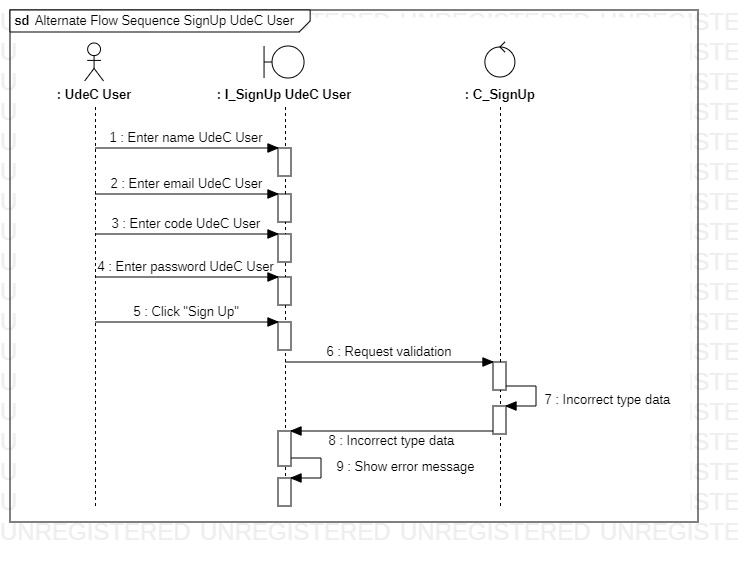 sd Alternate Flow Sequence SignUp UdeC User
: UdeC User
: I_SignUp UdeC User
: C_SignUp
1 : Enter name UdeC User
2 : Enter email UdeC User
3 : Enter code UdeC User
4 : Enter password UdeC User
5 : Click "Sign Up"
6 : Request validation
7 : Incorrect type data
8 : Incorrect type data
9 : Show error message
UNREGISTERED UNREGISTERED UNREGISTERED UNREGISTERED